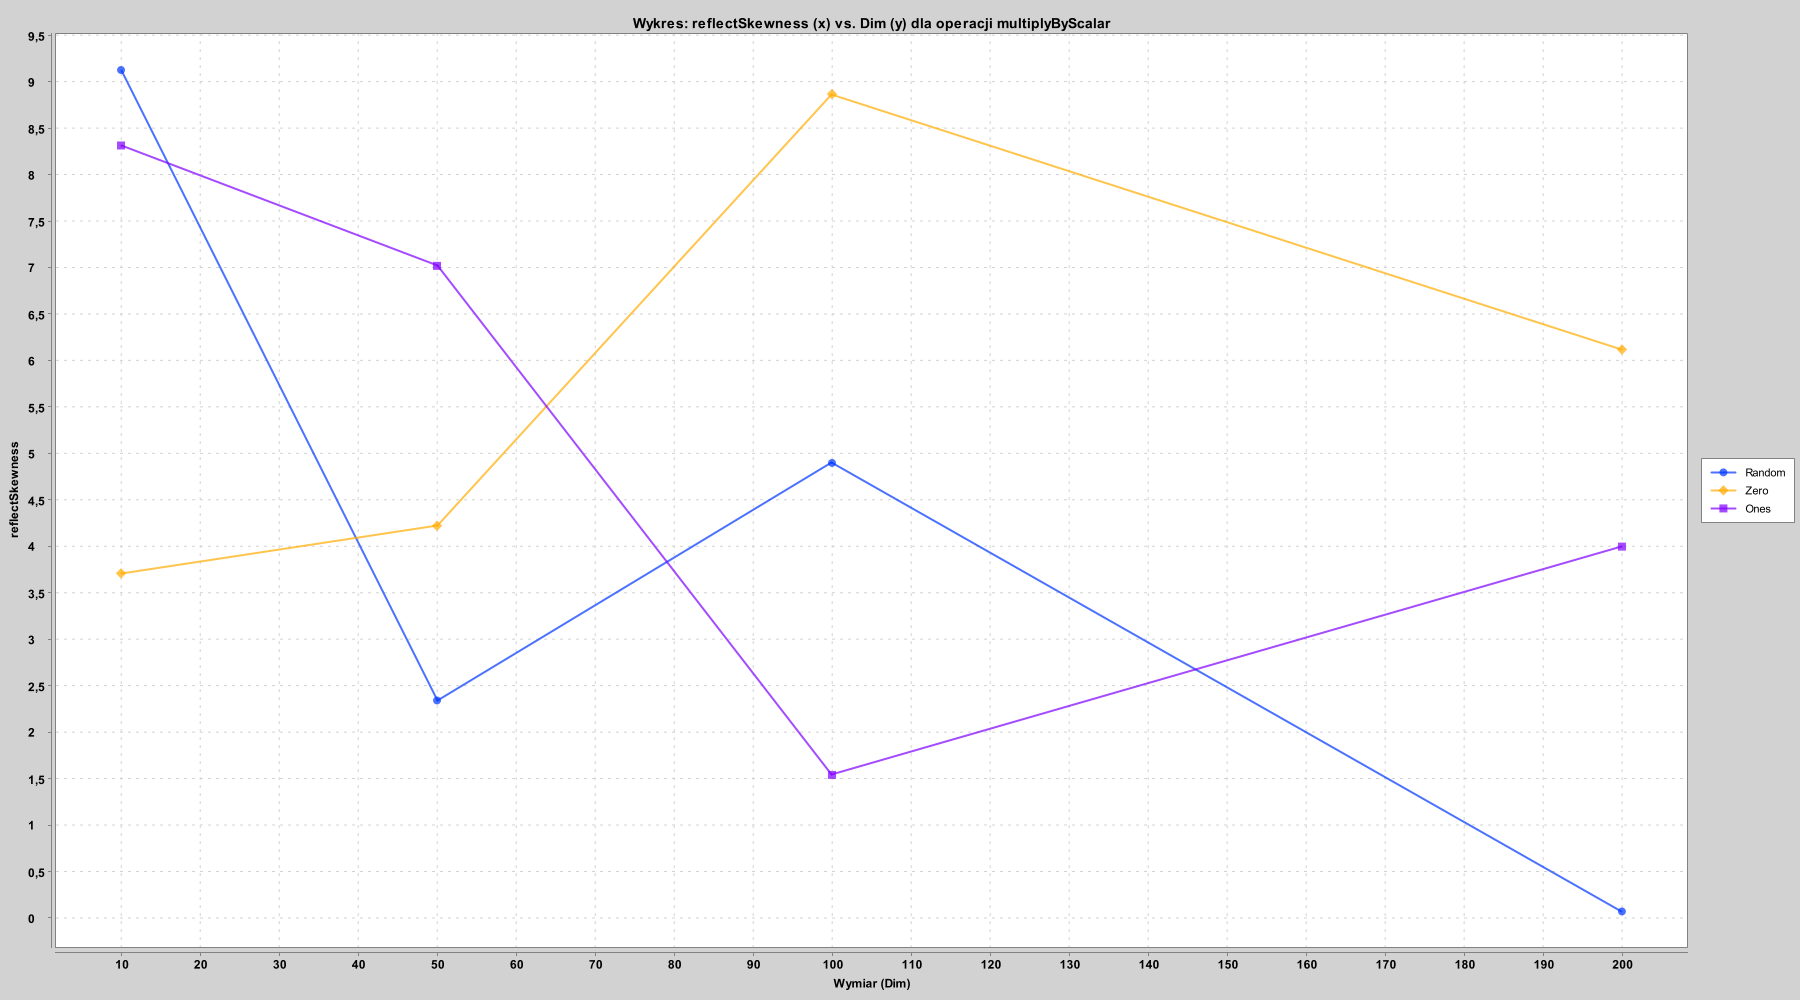 Wykres: reflectSkewness (x) vs. Dim (y) dla operacji multiplyByScalar
9,5
9
8,5
8
7,5
7
6,5
6
5,5
5
4,5
4
3,5
3
2,5
2
1,5
1
0,5
0
reflectSkewness
10 20 30 40 50 60 70 80 90 100 110 120 130 140 150 160 170 180 190 200
Wymiar (Dim)
Random
Zero
Ones